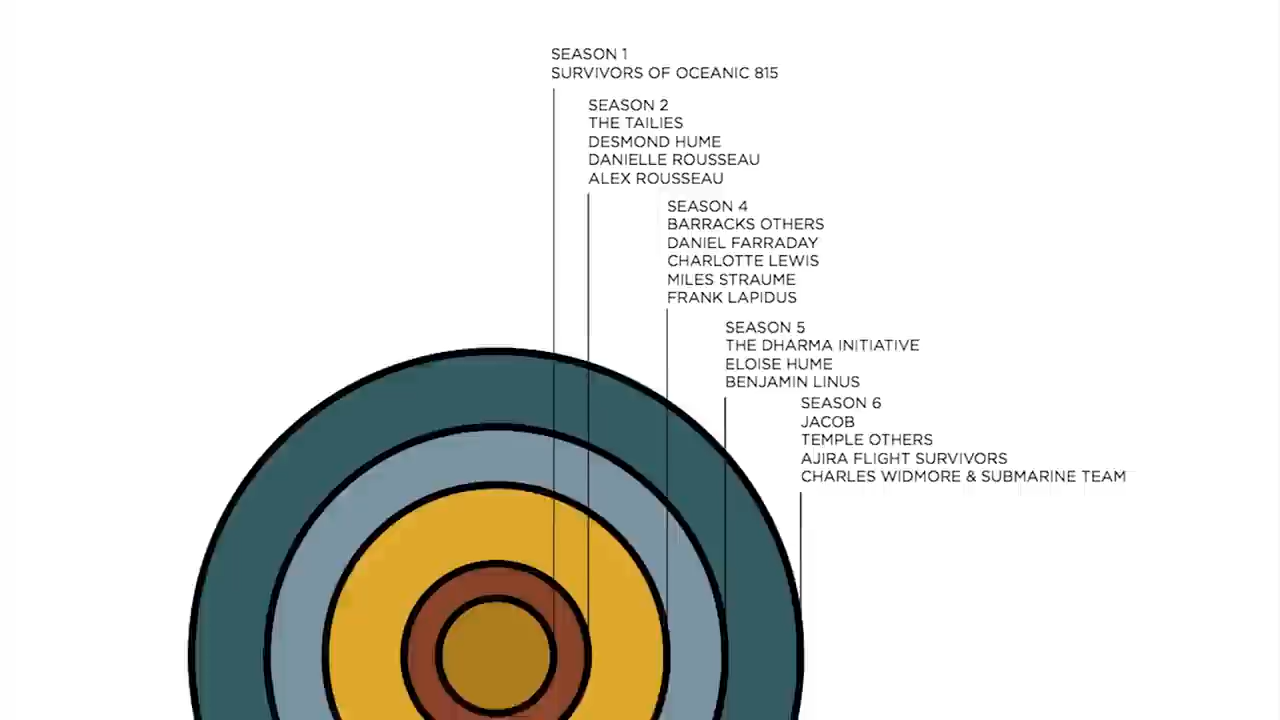 SEASON 1
SURVIVORS OF OCEANIC 815
SEASON 2
THE TAILIES
DESMOND HUME
DANIELLE ROUSSEAU
ALEX ROUSSEAU
SEASON 4
BARRACKS OTHERS
DANIEL FARRADAY
CHARLOTTE LEWIS
MILES STRAUME
FRANK LAPIDUS
SEASON 5
THE DHARMA INITIATIVE
ELOISE HUME
BENJAMIN LINUS
SEASON 6
JACOB
TEMPLE OTHERS
AJIRA FLIGHT SURVIVORS
CHARLES WIDMORE & SUBMARINE TEAM